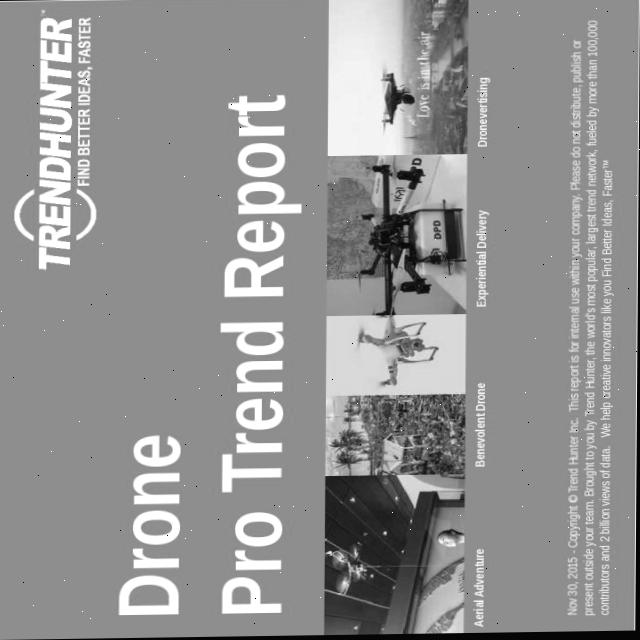 TRENDHUNTER
FIND BETTER IDEAS, FASTER
Drone
Pro Trend Report
Love is in the air
DPD
DPD
Aerial Adventure
Benevolent Drone
Experiential Delivery
Dronevertising
Nov 30, 2015 - Copyright © Trend Hunter Inc. This report is for internal use within your company. Please do not distribute, publish or
present outside your team. Brought to you by Trend Hunter, the world's most popular, largest trend network, fueled by more than 100,000
contributors and 2 billion views of data. We help creative innovators like you Find Better Ideas, Faster™